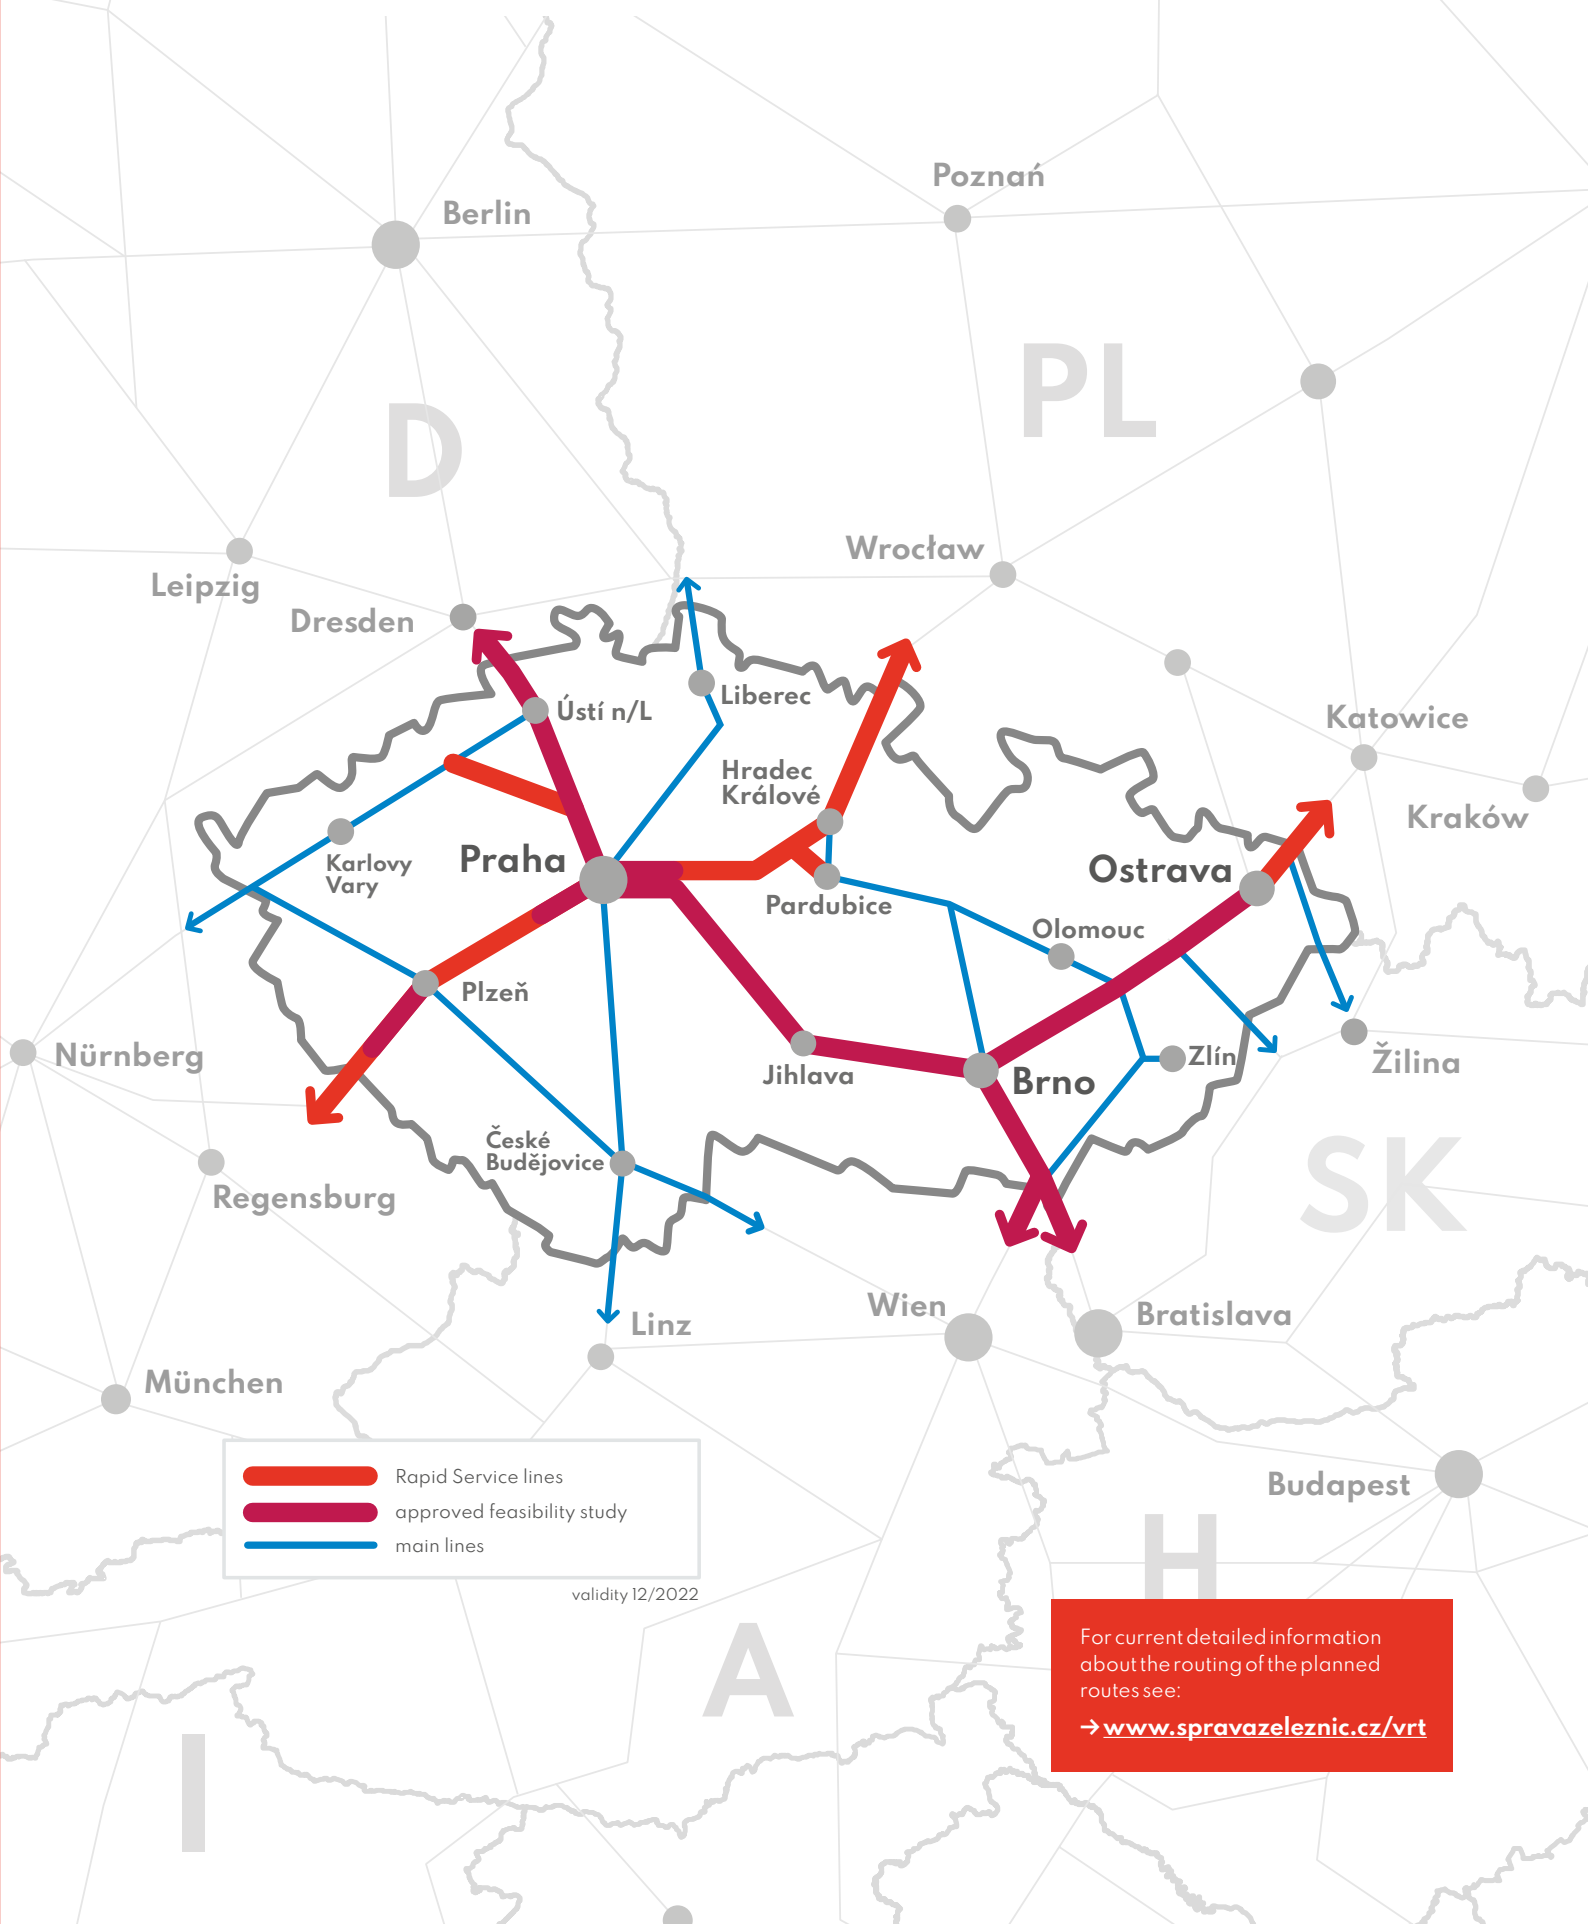 Poznań
Berlin
PL
D
Wrocław
Leipzig
Dresden
Liberec
Ústí n/L
Katowice
Hradec
Králové
Kraków
Praha
Karlovy
Vary
Ostrava
Pardubice
Olomouc
Plzeň
Nürnberg
Žilina
Zlín
Jihlava
Brno
České
Budějovice
SK
Regensburg
Wien
Bratislava
Linz
München
Budapest
Rapid Service lines
approved feasibility study
main lines
validity 12/2022
H
A
I
For current detailed information
about the routing of the planned
routes see:
→ www.spravazeleznic.cz/vrt